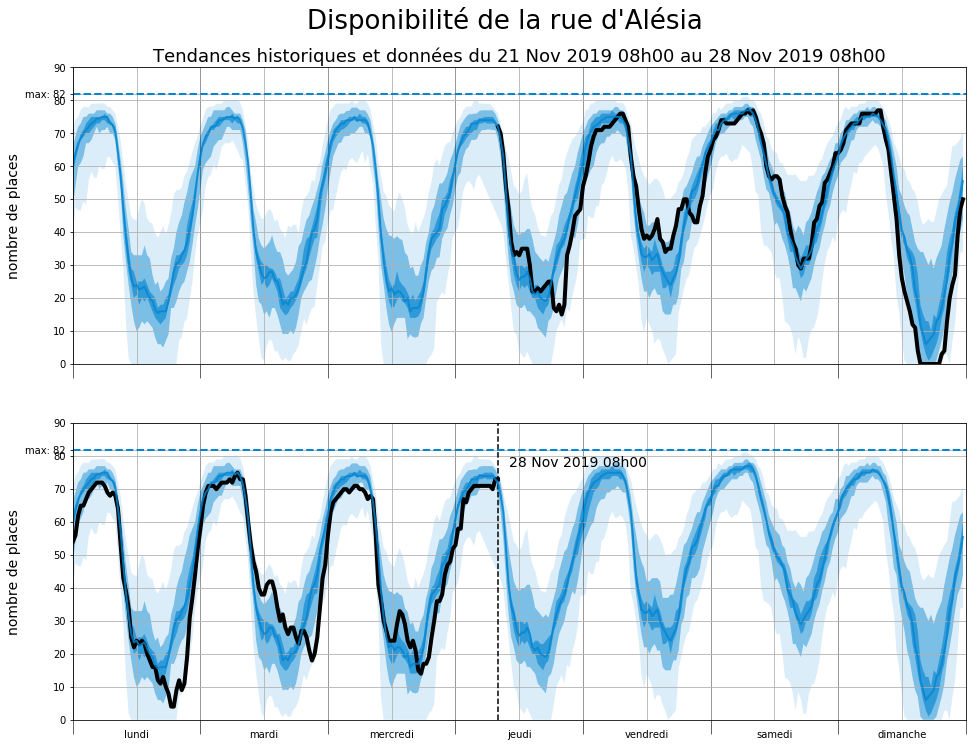 Disponibilité de la rue d'Alésia
Tendances historiques et données du 21 Nov 2019 08h00 au 28 Nov 2019 08h00
nombre de places
90
max: 82
80
70
60
50
40
30
20
10
0
nombre de places
90
max: 82
80
70
60
50
40
30
20
10
0
28 Nov 2019 08h00
lundi mardi mercredi jeudi vendredi samedi dimanche